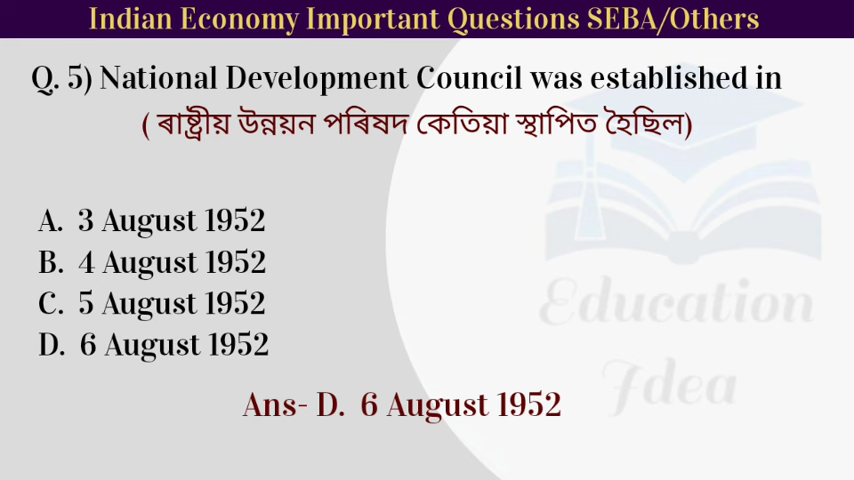 Indian Economy Important Questions SEBA/Others
Q. 5) National Development Council was established in
( ৰাষ্ট্ৰীয় উন্নয়ন পৰিষদ কেতিয়া স্থাপিত হৈছিল)
A. 3 August 1952
B. 4 August 1952
C. 5 August 1952
D. 6 August 1952
Education
Idea
Ans- D. 6 August 1952